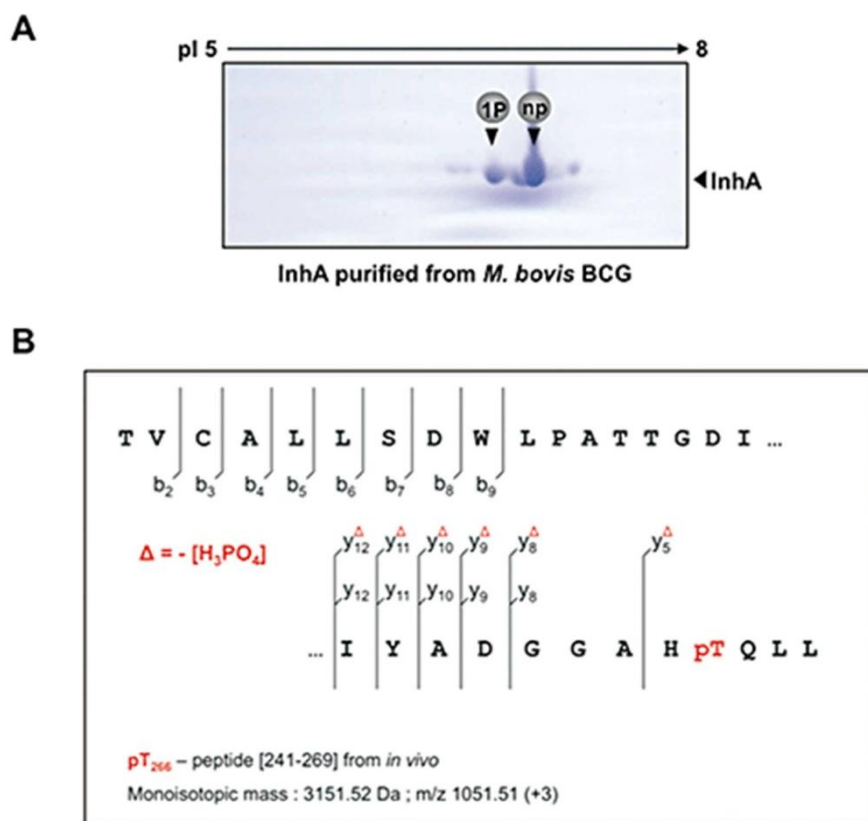 A
pI 5 8
1P np
InhA
InhA purified from M. bovis BCG
B
T V C A L L S D W L P A T T G D I ...
b2 b3 b4 b5 b6 b7 b8 b9
Δ = - [H3PO4]
y12Δ y11Δ y10Δ y9Δ y8Δ y5Δ
y12 y11 y10 y9 y8
... I Y A D G G A H pT Q L L
pT266 – peptide [241-269] from in vivo
Monoisotopic mass : 3151.52 Da ; m/z 1051.51 (+3)